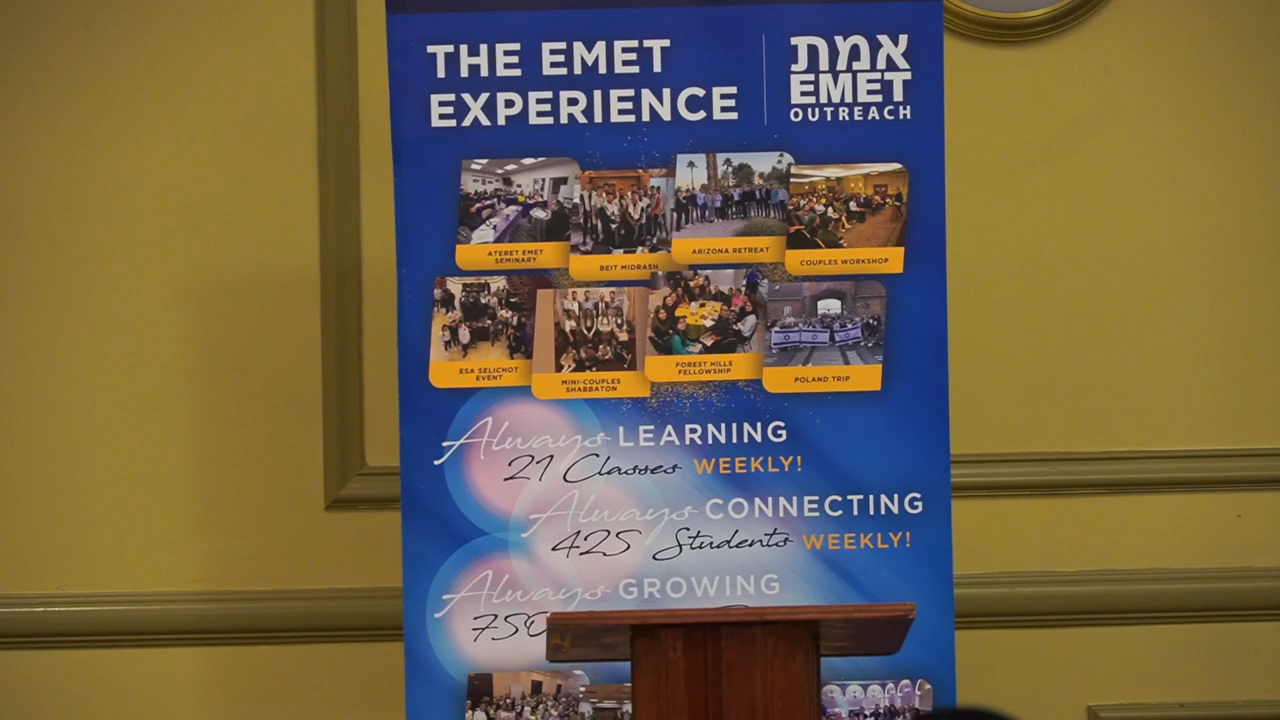 THE EMET
EXPERIENCE
אמת
EMET
OUTREACH
ATERET EMET
SEMINARY
BEIT MIDRASH
ARIZONA RETREAT
COUPLES WORKSHOP
ESA SELICHOT
EVENT
MINI-COUPLES
SHABBATON
FOREST HILLS
FELLOWSHIP
POLAND TRIP
Always LEARNING
21 Classes WEEKLY!
Always CONNECTING
425 Students WEEKLY!
Always GROWING
750